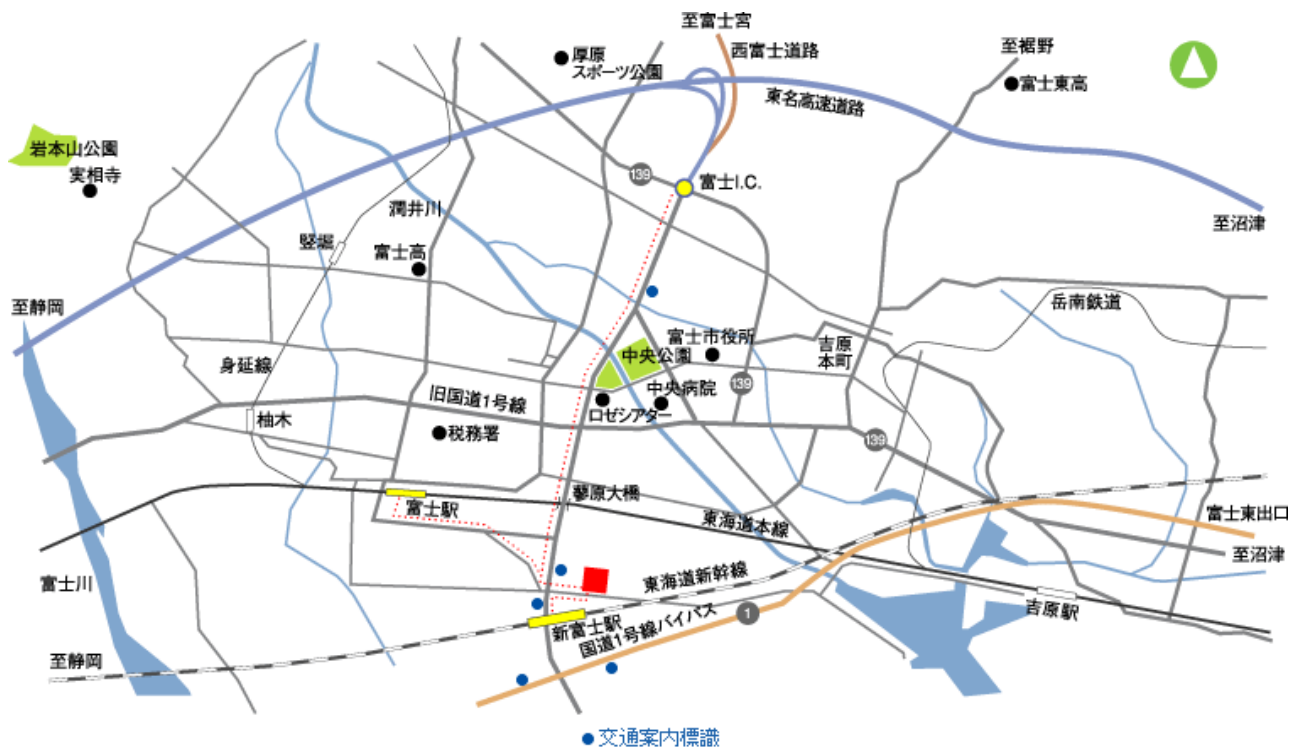 至富士宮
西富士道路
至裾野
厚原
スポーツ公園
富士東高
東名高速道路
岩本山公園
実相寺
139
富士I.C.
潤井川
至沼津
竪堀
富士高
至静岡
岳南鉄道
富士市役所
吉原
本町
中央公園
身延線
139
中央病院
旧国道1号線
ロゼシアター
柚木
税務署
139
蓼原大橋
富士駅
東海道本線
富士東出口
至沼津
富士川
東海道新幹線
吉原駅
1
新富士駅
国道1号線バイパス
至静岡
交通案内標識